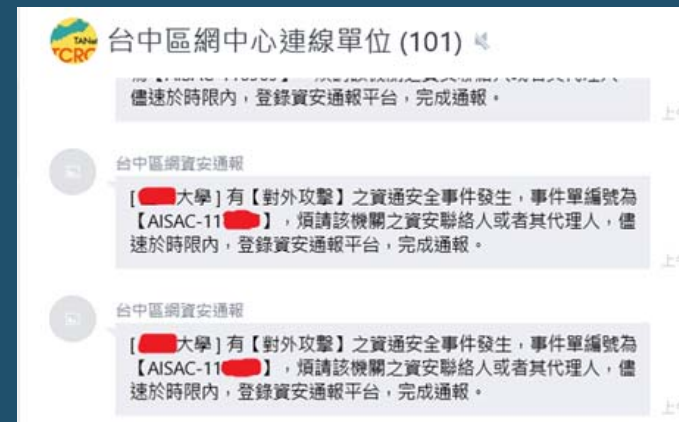 TANet
TCRC
台中區網中心連線單位 (101)
儘速於時限內，登錄資安通報平台，完成通報。
上午
台中區網資安通報
[ 大學 ] 有【對外攻擊】之資通安全事件發生，事件單編號為
【AISAC-11 】，煩請該機關之資安聯絡人或者其代理人，儘
速於時限內，登錄資安通報平台，完成通報。
台中區網資安通報
[ 大學 ] 有【對外攻擊】之資通安全事件發生，事件單編號為
【AISAC-11 】，煩請該機關之資安聯絡人或者其代理人，儘
速於時限內，登錄資安通報平台，完成通報。